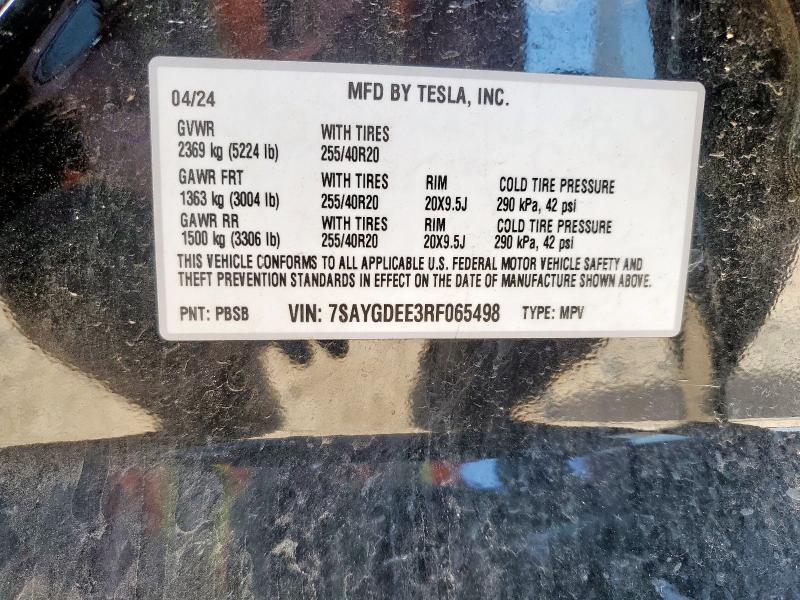 04/24 MFD BY TESLA, INC.
GVWR WITH TIRES
2369 kg (5224 lb) 255/40R20
GAWR FRT WITH TIRES RIM COLD TIRE PRESSURE
1363 kg (3004 lb) 255/40R20 20X9.5J 290 kPa, 42 psi
GAWR RR WITH TIRES RIM COLD TIRE PRESSURE
1500 kg (3306 lb) 255/40R20 20X9.5J 290 kPa, 42 psi
THIS VEHICLE CONFORMS TO ALL APPLICABLE U.S. FEDERAL MOTOR VEHICLE SAFETY AND
THEFT PREVENTION STANDARDS IN EFFECT ON THE DATE OF MANUFACTURE SHOWN ABOVE.
PNT: PBSB VIN: 7SAYGDEE3RF065498 TYPE: MPV